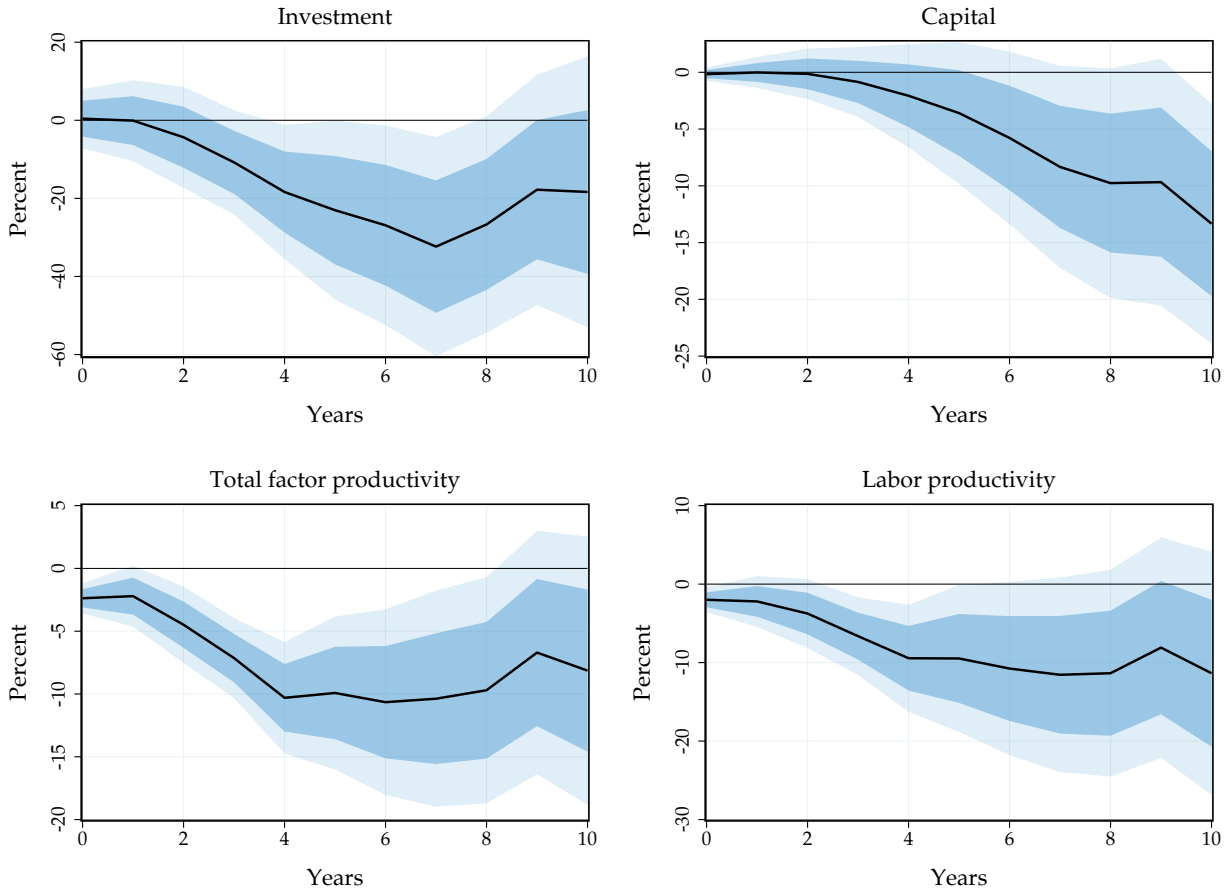 Investment
Percent
20
0
-20
-40
-60
0 2 4 6 8 10
Years
Capital
Percent
0
-5
-10
-15
-20
-25
0 2 4 6 8 10
Years
Total factor productivity
Percent
5
0
-5
-10
-15
-20
0 2 4 6 8 10
Years
Labor productivity
Percent
10
0
-10
-20
-30
0 2 4 6 8 10
Years